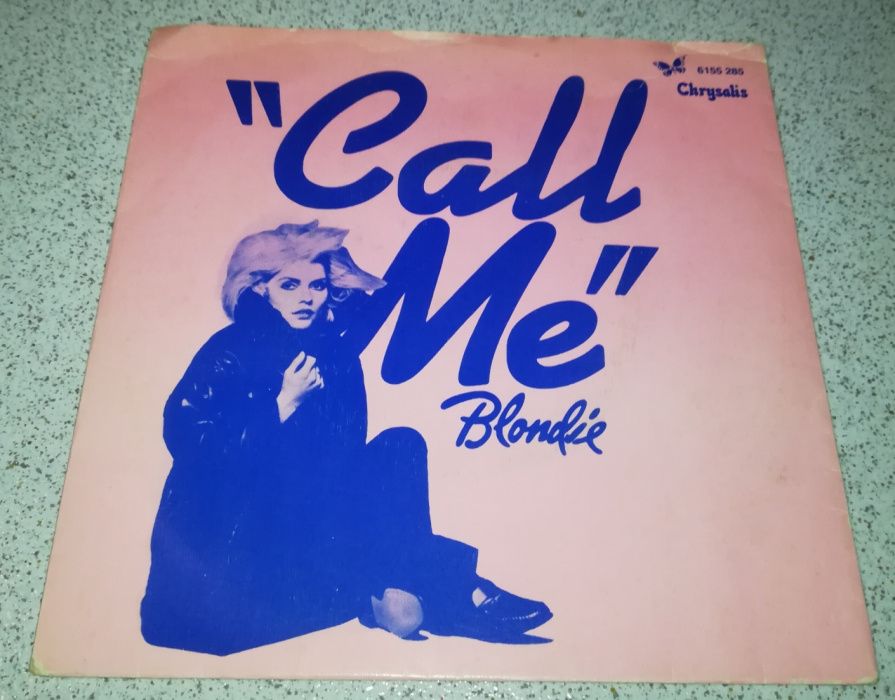 6155 285
Chrysalis
"Call
Me"
Blondie